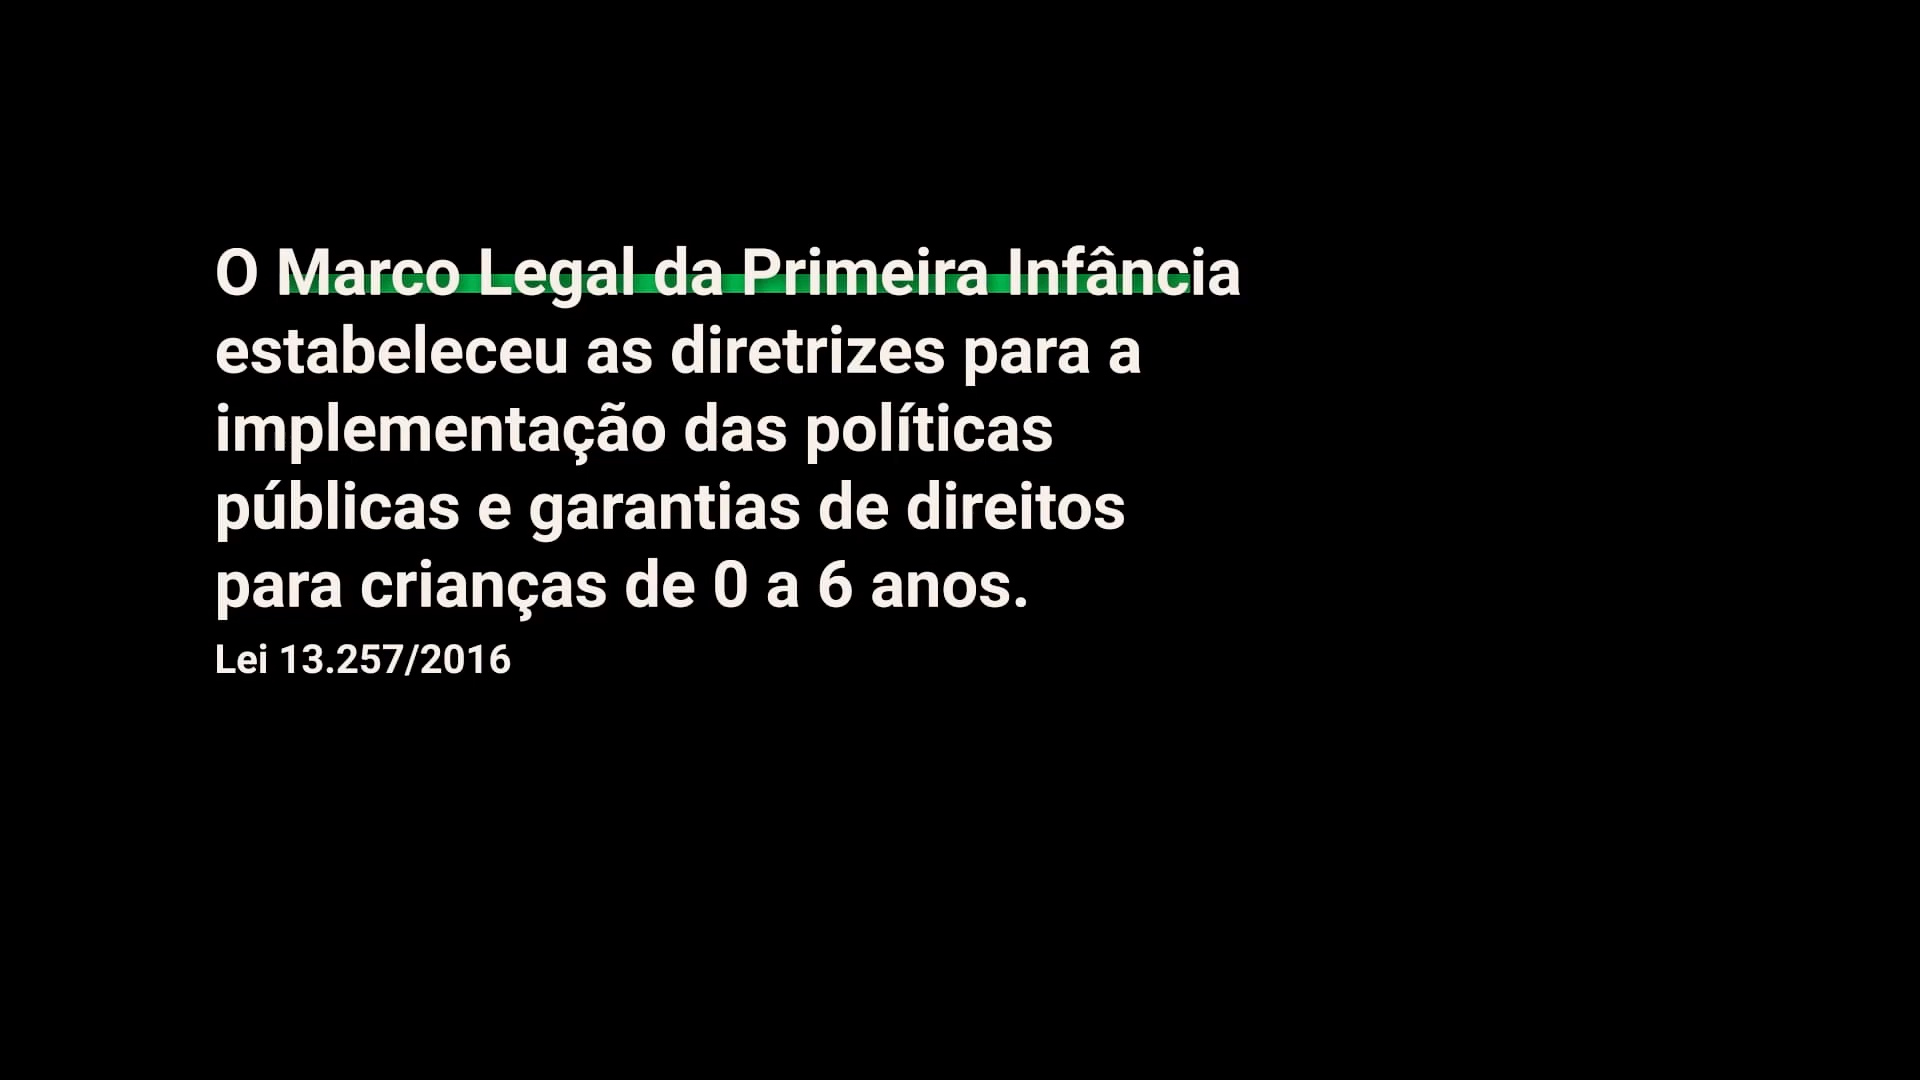 O Marco Legal da Primeira Infância
estabeleceu as diretrizes para a
implementação das políticas
públicas e garantias de direitos
para crianças de 0 a 6 anos.
Lei 13.257/2016